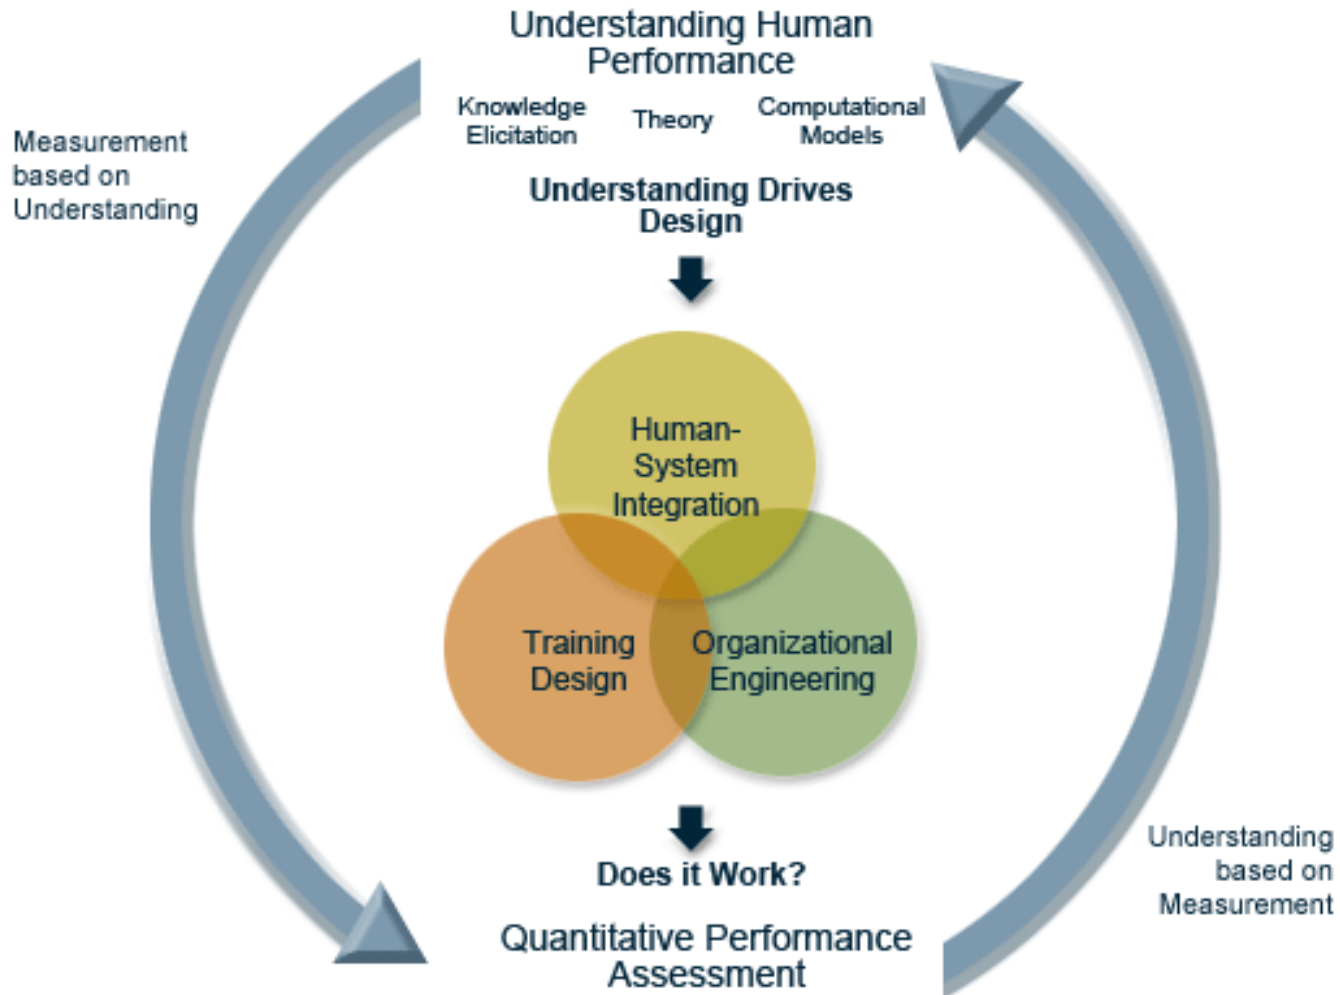 Understanding Human
Performance
Knowledge
Elicitation
Theory
Computational
Models
Measurement
based on
Understanding
Understanding Drives
Design
Human-
System
Integration
Training
Design
Organizational
Engineering
Does it Work?
Understanding
based on
Measurement
Quantitative Performance
Assessment